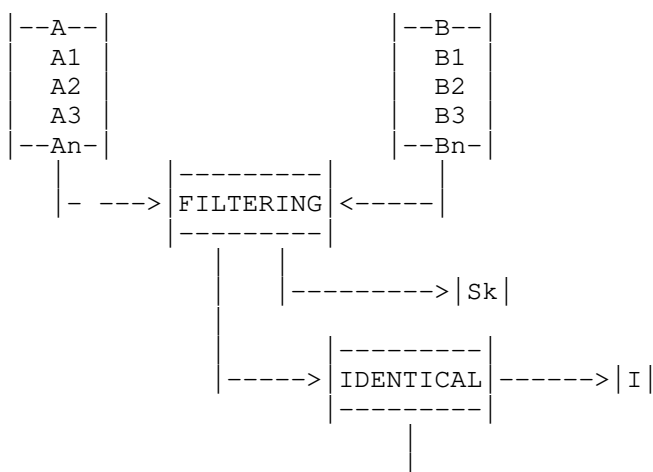 |--A--| |--B--|
| A1 | | B1 |
| A2 | | B2 |
| A3 | | B3 |
|--An-| |--Bn-|
| |---------| |
|- --->|FILTERING|<-----|
|---------|
| |
| |--------->|Sk|
|
| |---------|
|----->|IDENTICAL|------>|I|
|---------|
|